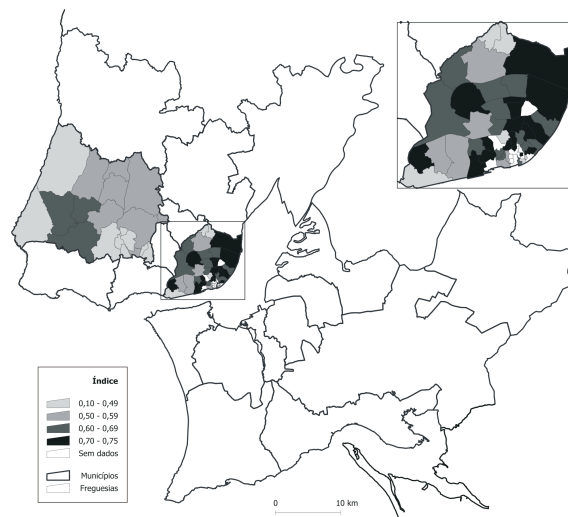 Índice
0,10 - 0,49
0,50 - 0,59
0,60 - 0,69
0,70 - 0,75
Sem dados
Municípios
Freguesias
0 10 km